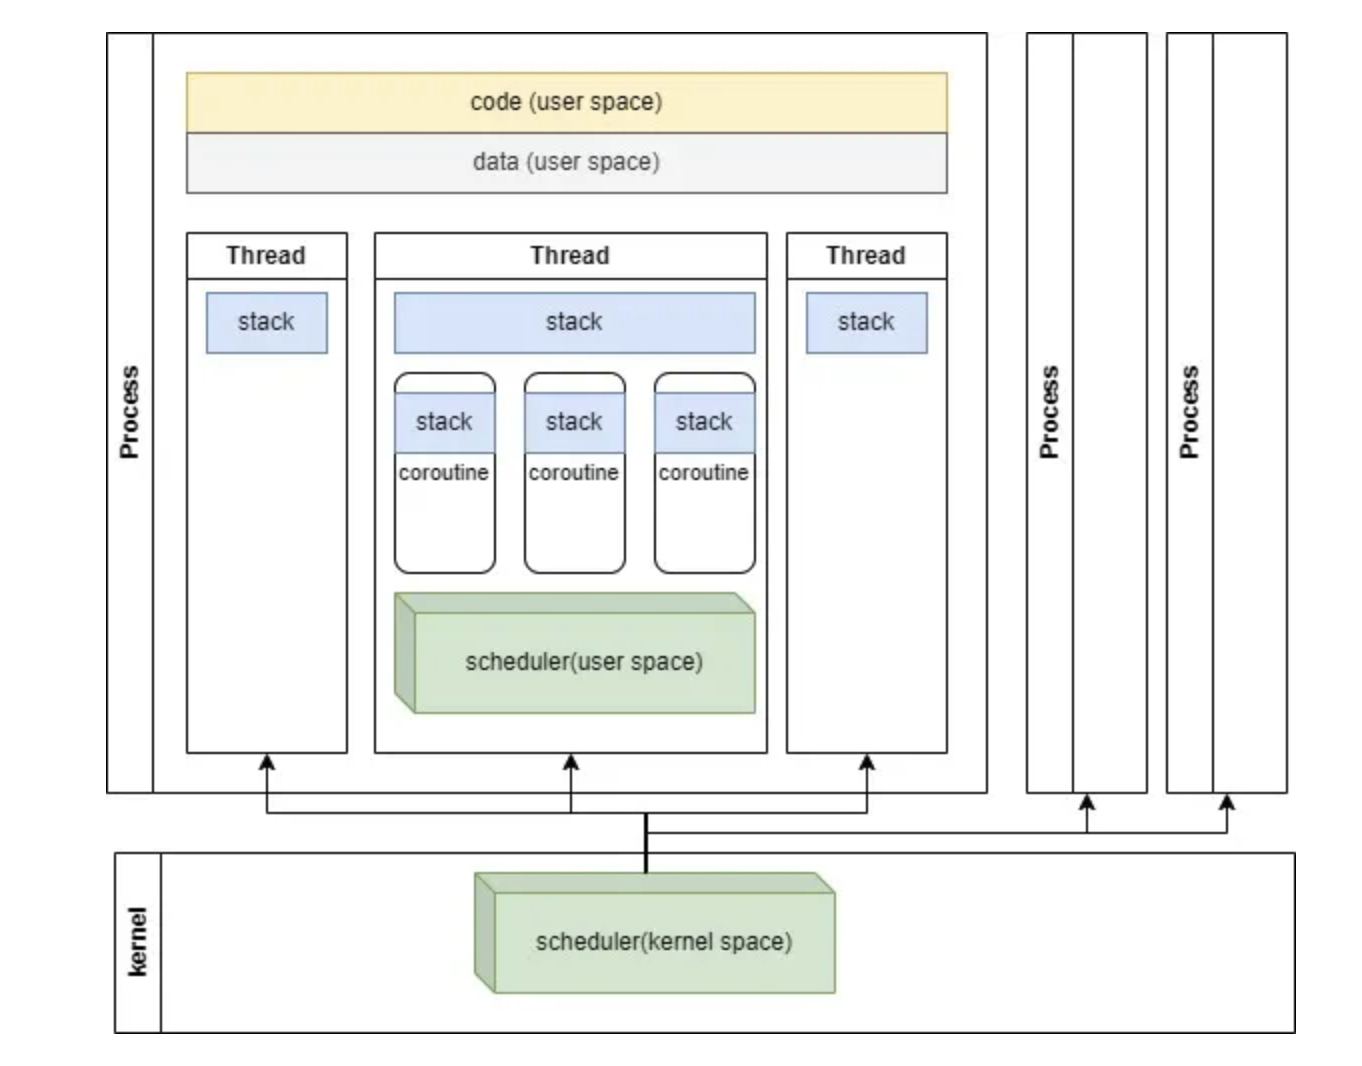 code (user space)
data (user space)
Thread
Thread
Thread
stack
stack
stack
stack
stack
stack
coroutine
coroutine
coroutine
scheduler(user space)
Process
Process
Process
kernel
scheduler(kernel space)